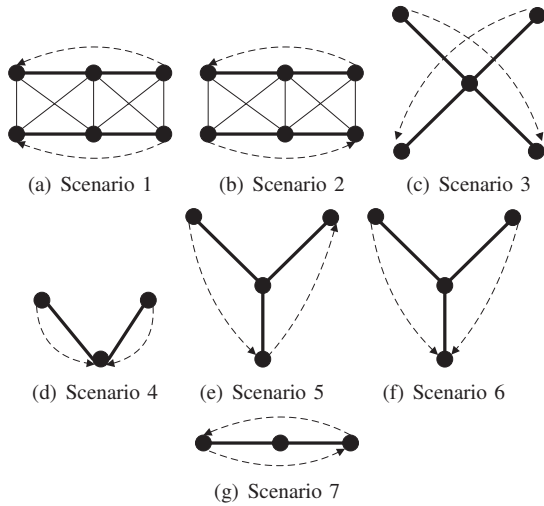 (a) Scenario 1
(b) Scenario 2
(c) Scenario 3
(d) Scenario 4
(e) Scenario 5
(f) Scenario 6
(g) Scenario 7